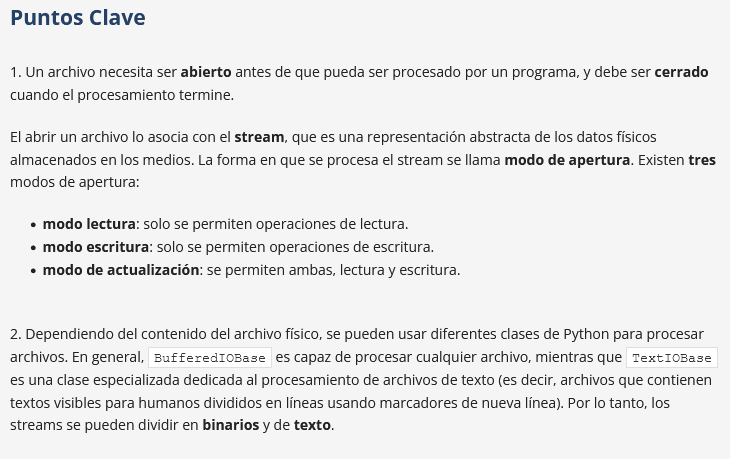 Puntos Clave
1. Un archivo necesita ser abierto antes de que pueda ser procesado por un programa, y debe ser cerrado
cuando el procesamiento termine.
El abrir un archivo lo asocia con el stream, que es una representación abstracta de los datos físicos
almacenados en los medios. La forma en que se procesa el stream se llama modo de apertura. Existen tres
modos de apertura:
• modo lectura: solo se permiten operaciones de lectura.
• modo escritura: solo se permiten operaciones de escritura.
• modo de actualización: se permiten ambas, lectura y escritura.
2. Dependiendo del contenido del archivo físico, se pueden usar diferentes clases de Python para procesar
archivos. En general, BufferedIOBase es capaz de procesar cualquier archivo, mientras que TextIOBase
es una clase especializada dedicada al procesamiento de archivos de texto (es decir, archivos que contienen
textos visibles para humanos divididos en líneas usando marcadores de nueva línea). Por lo tanto, los
streams se pueden dividir en binarios y de texto.